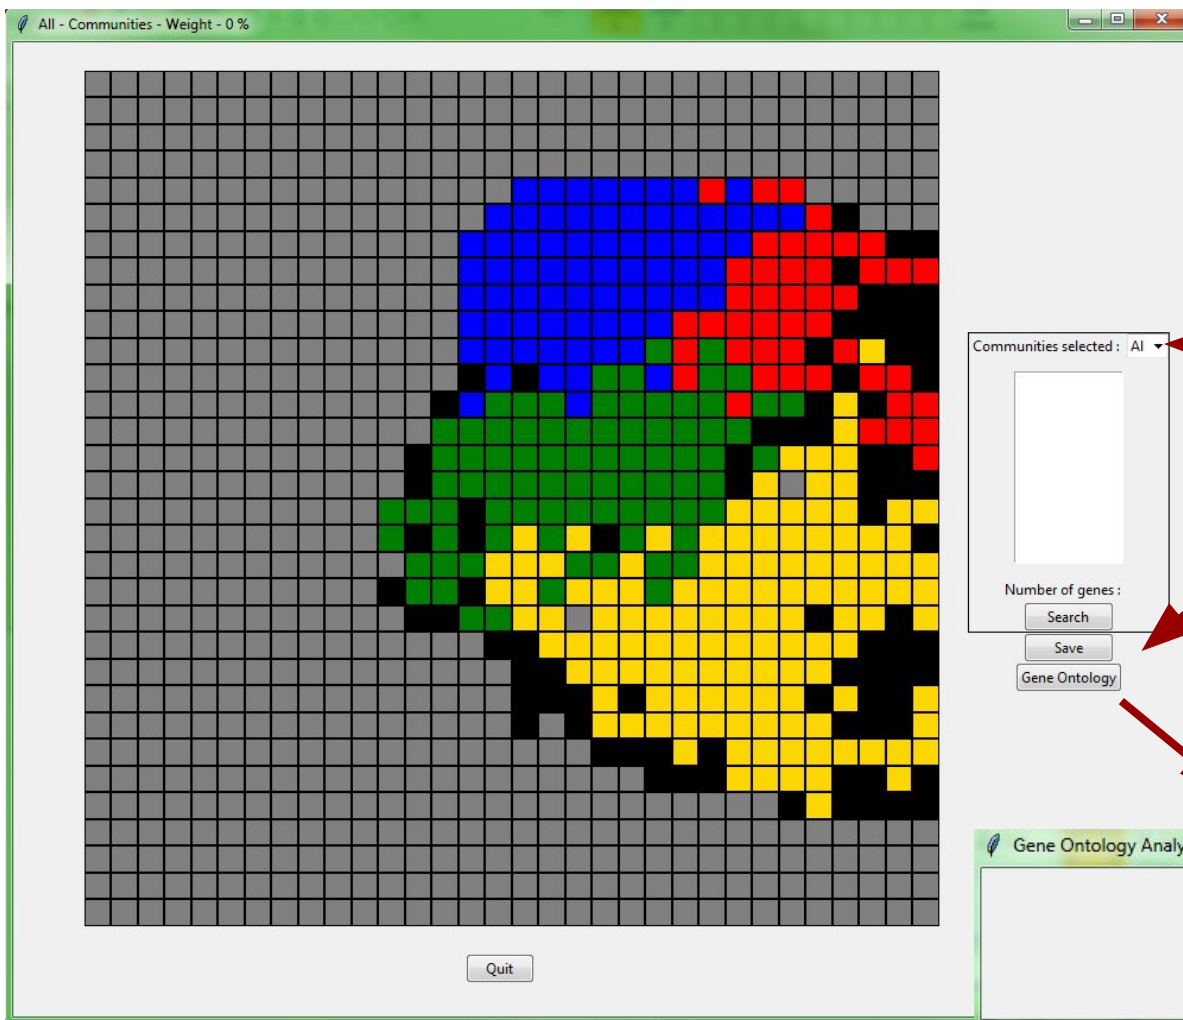 All - Communities - Weight - 0 %
Communities selected : Al
Number of genes :
Search
Save
Gene Ontology
Gene Ontology Analy
Quit